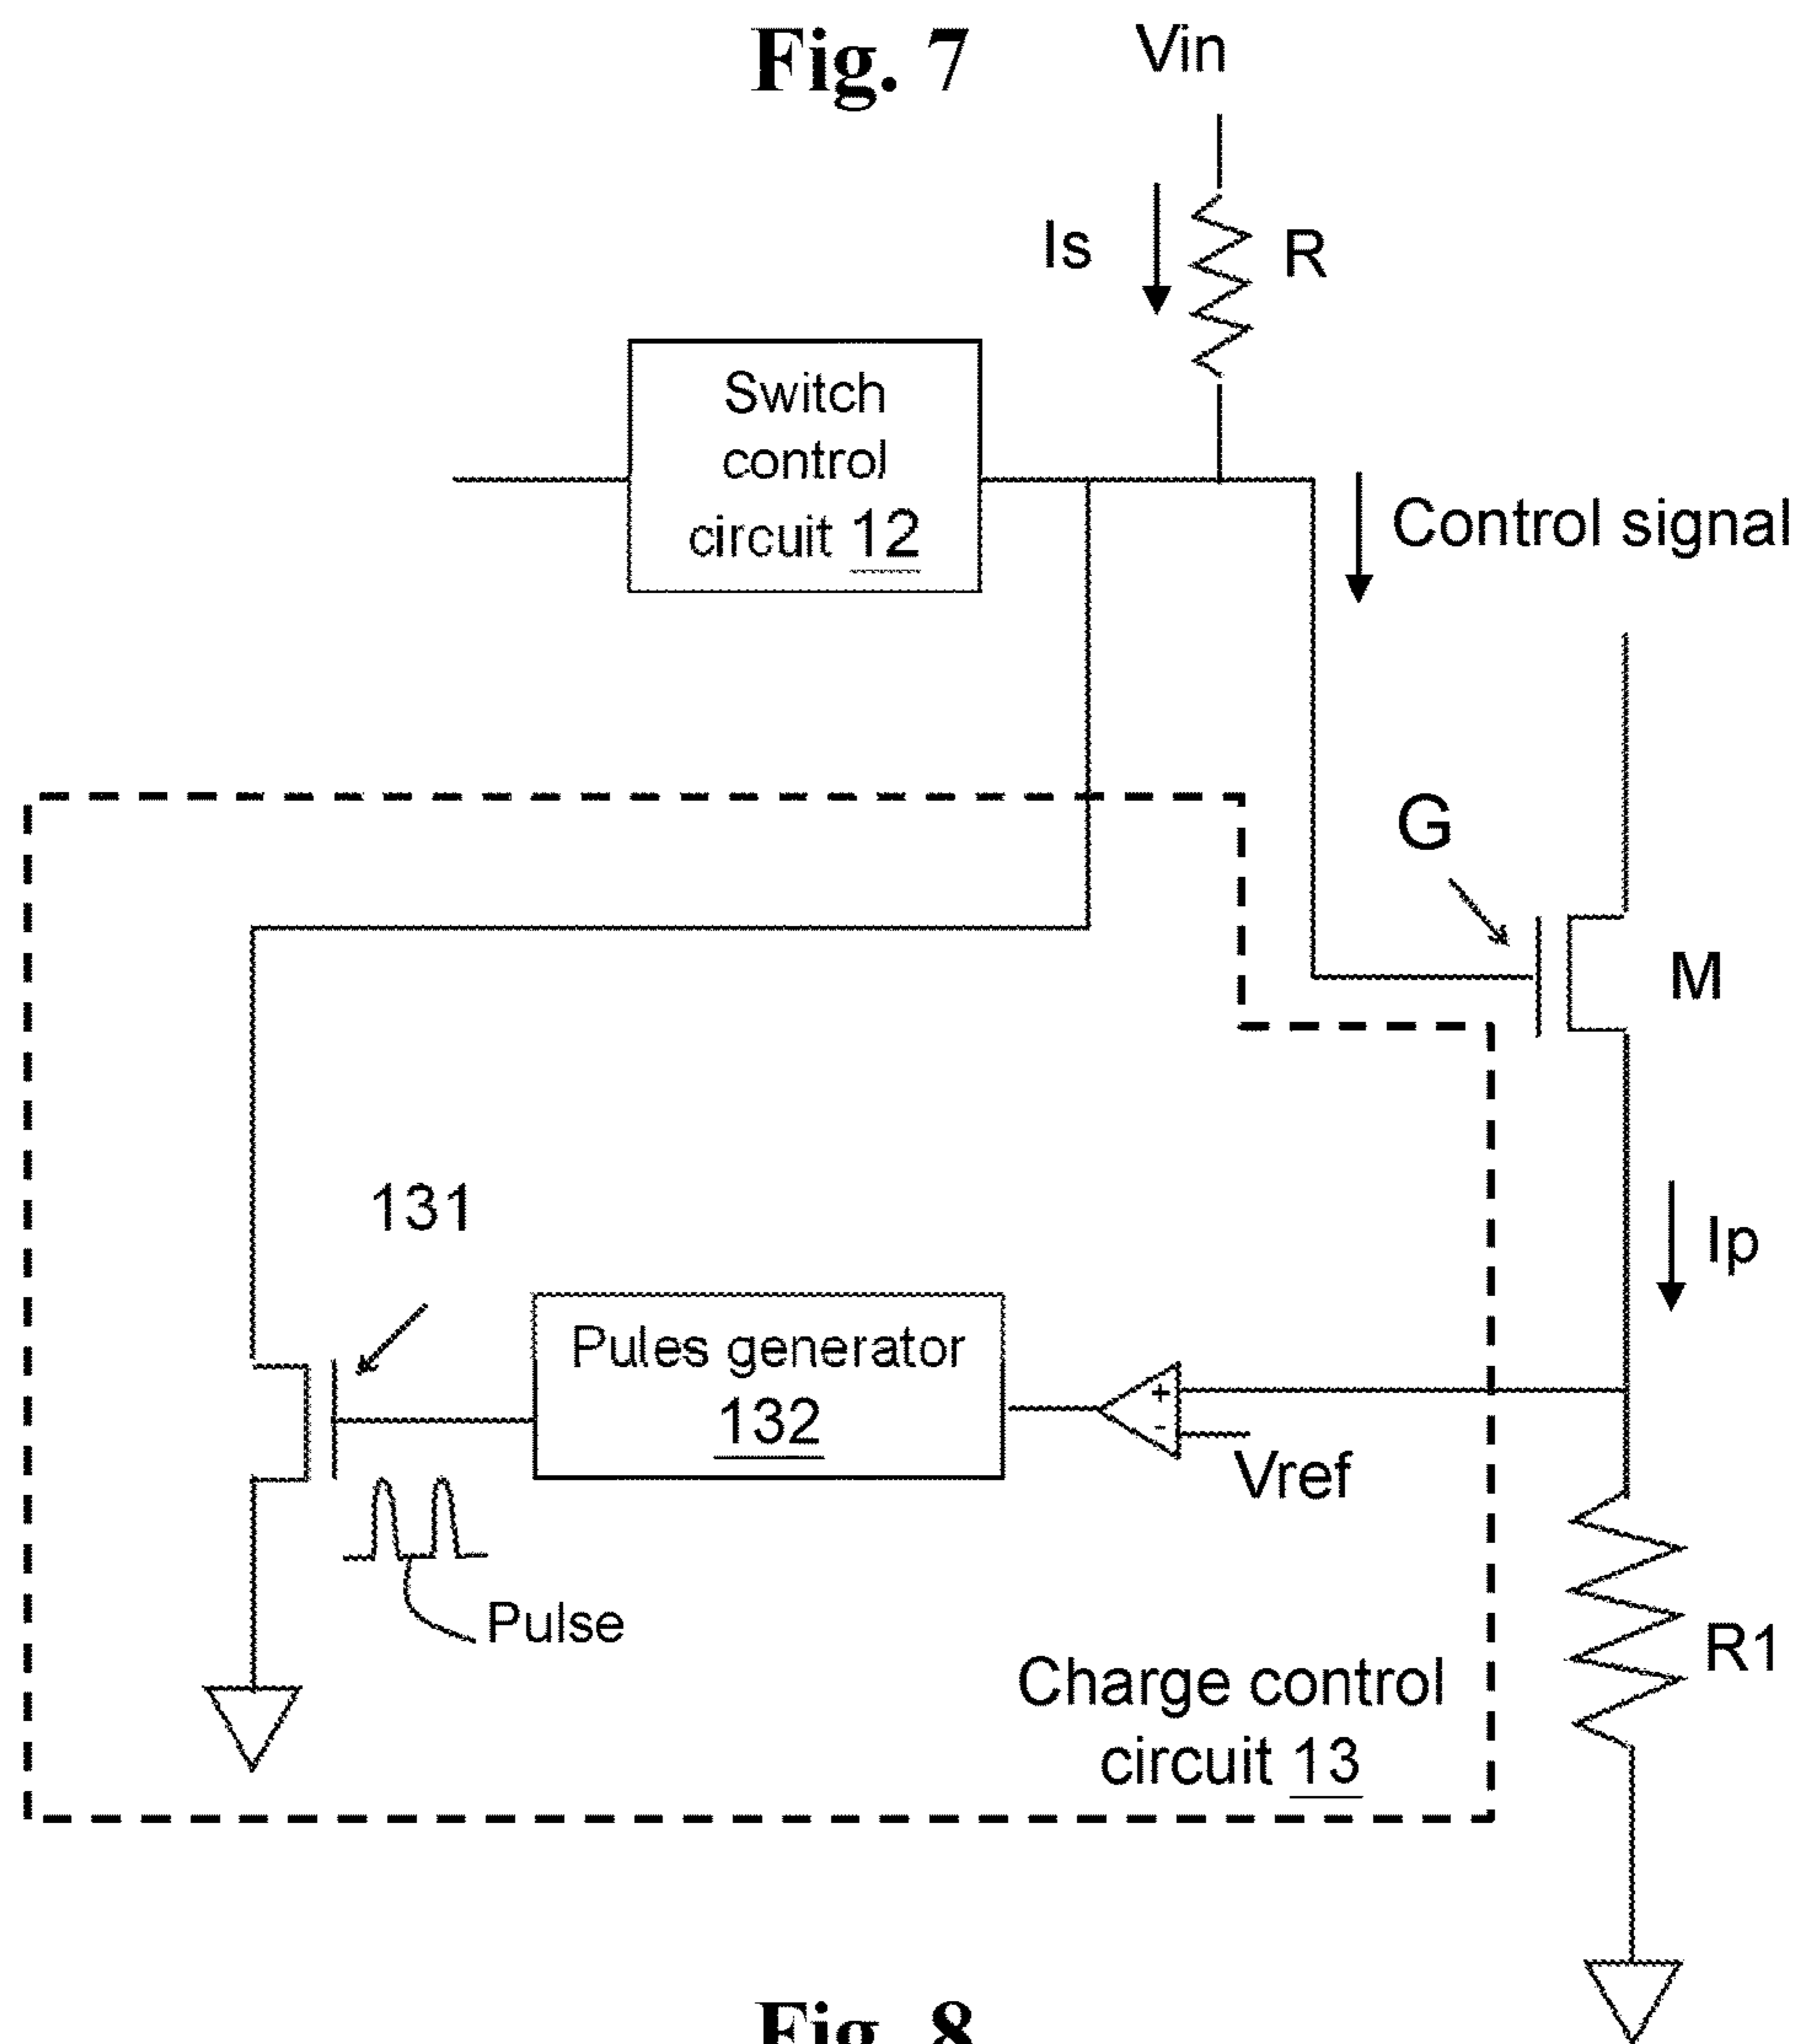 Fig. 7
Vin
Is
R
Switch
control
circuit 12
Control signal
G
M
131
Ip
Pules generator
132
+
-
Vref
Pulse
R1
Charge control
circuit 13
Fig. 8